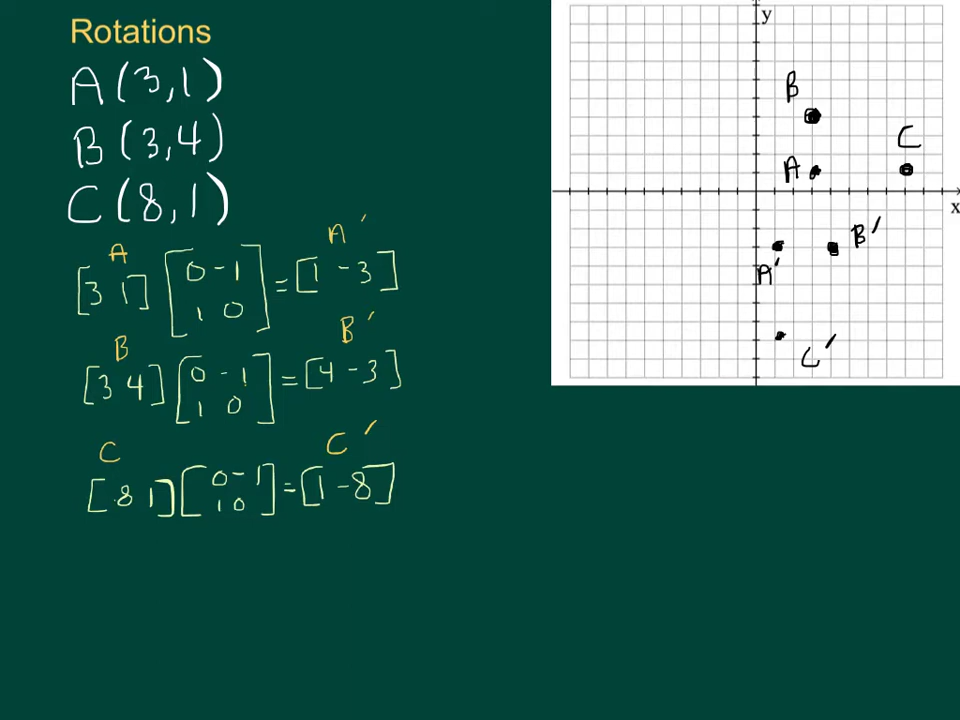 Rotations
A (3,1)
B (3,4)
C (8,1)
A A'
[3 1] [0 -1
1 0] = [1 -3]
B B'
[3 4] [0 -1
1 0] = [4 -3]
C C'
[8 1] [0 -1
1 0] = [1 -8]
y
B
C
A
x
B'
A'
C'